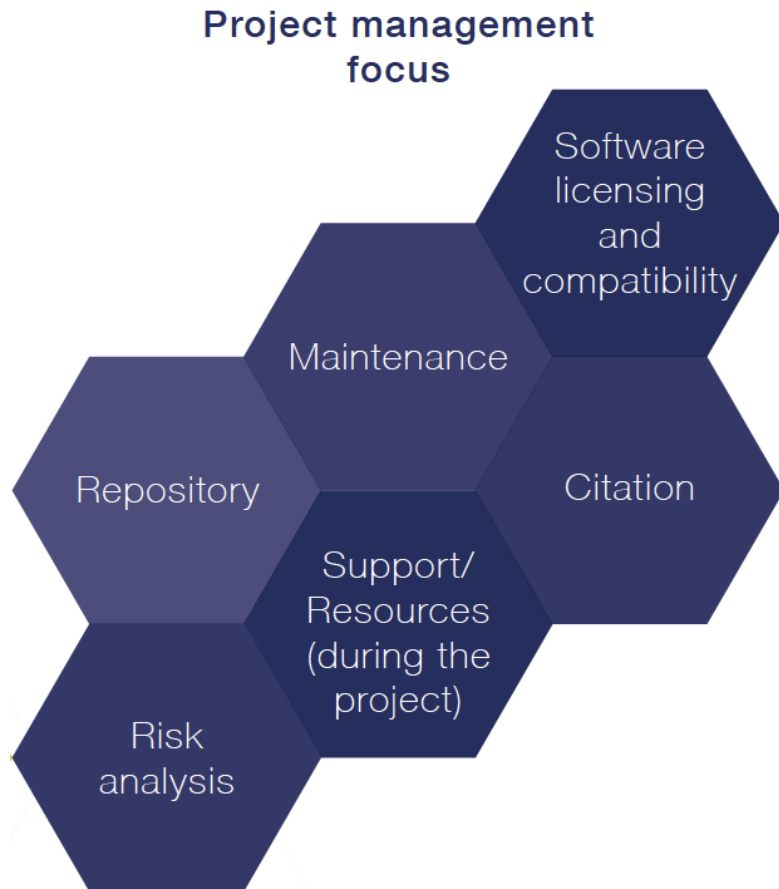 Project management
focus
Software
licensing
and
compatibility
Maintenance
Repository
Citation
Support/
Resources
(during the
project)
Risk
analysis